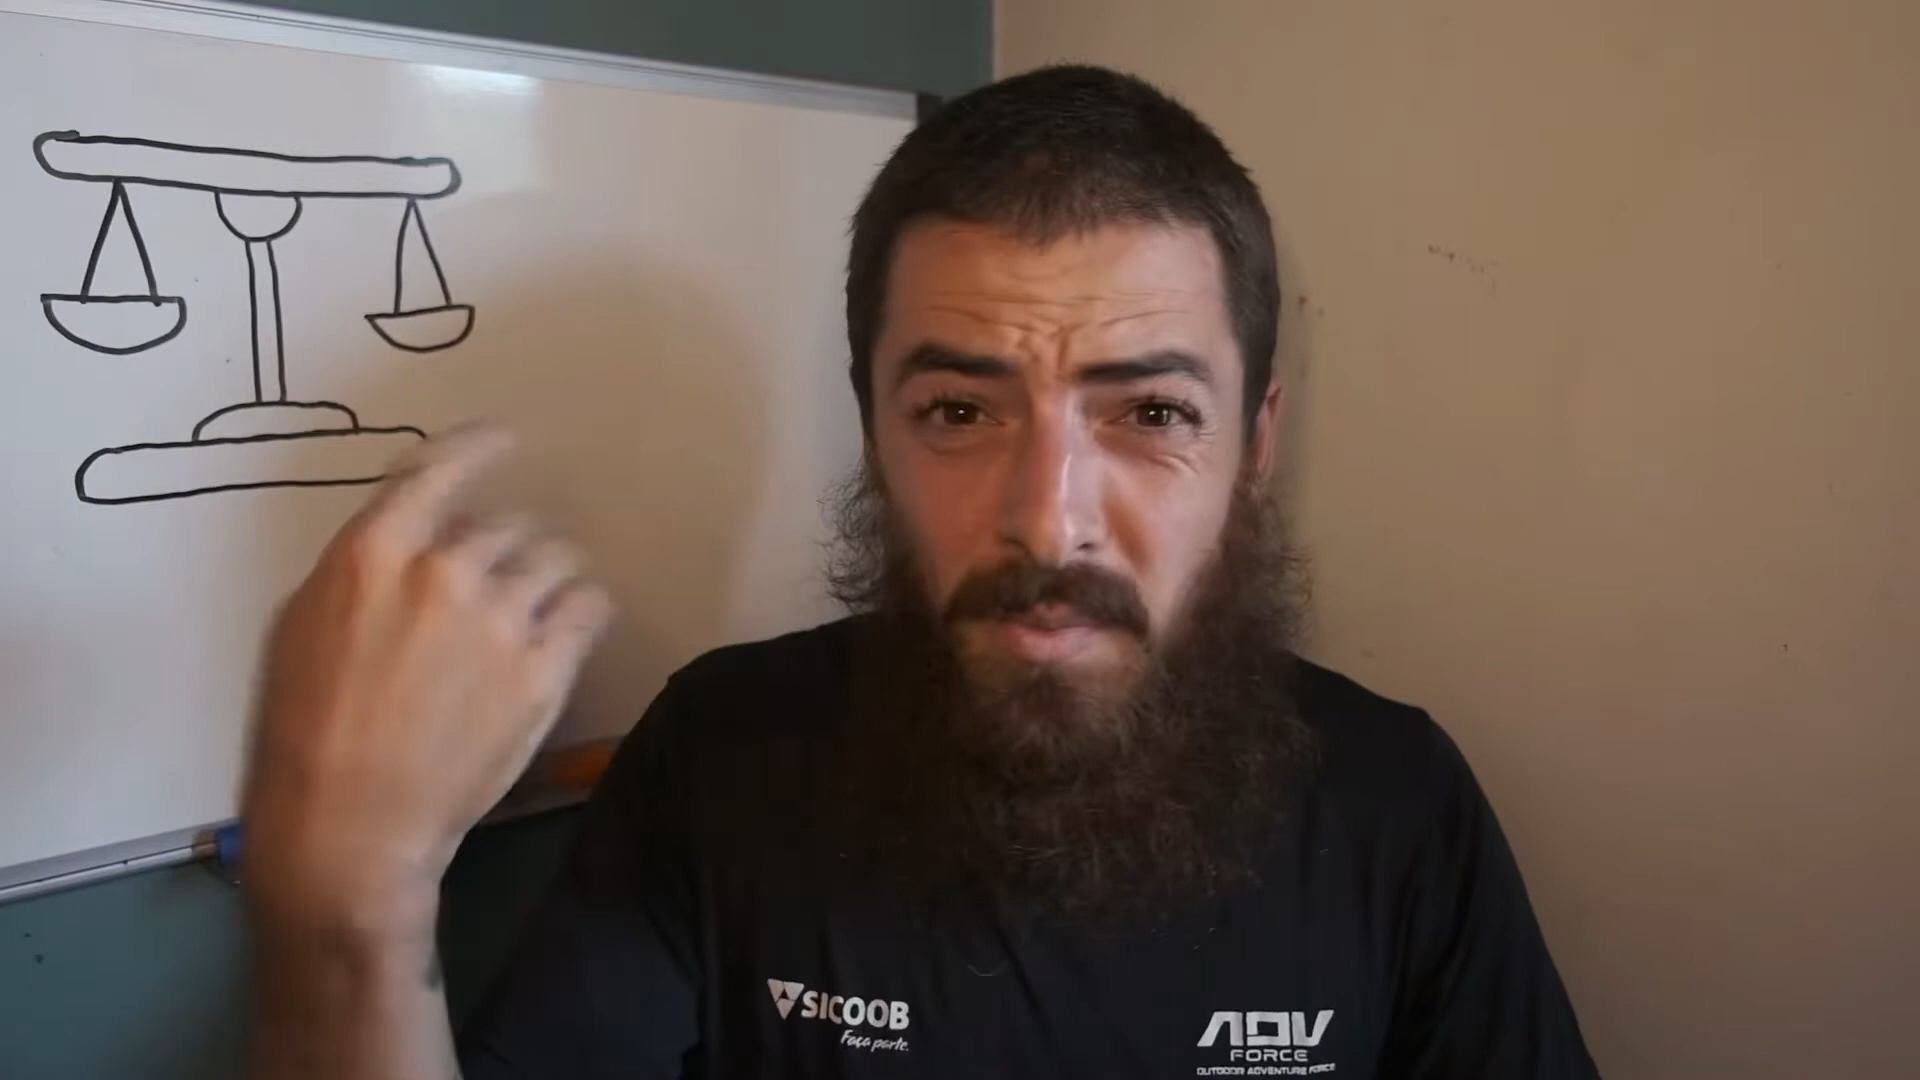 SICOOB
Faça parte.
ADV
FORCE
OUTDOOR ADVENTURE FORCE